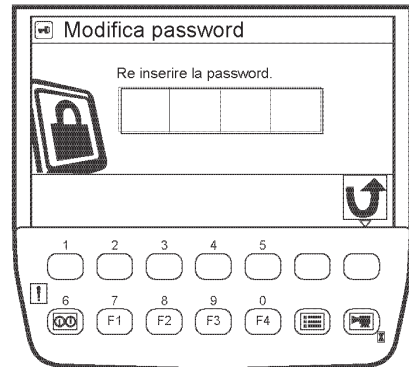 Modifica password
Re inserire la password.
1 2 3 4 5
6 7 8 9 0
F1 F2 F3 F4